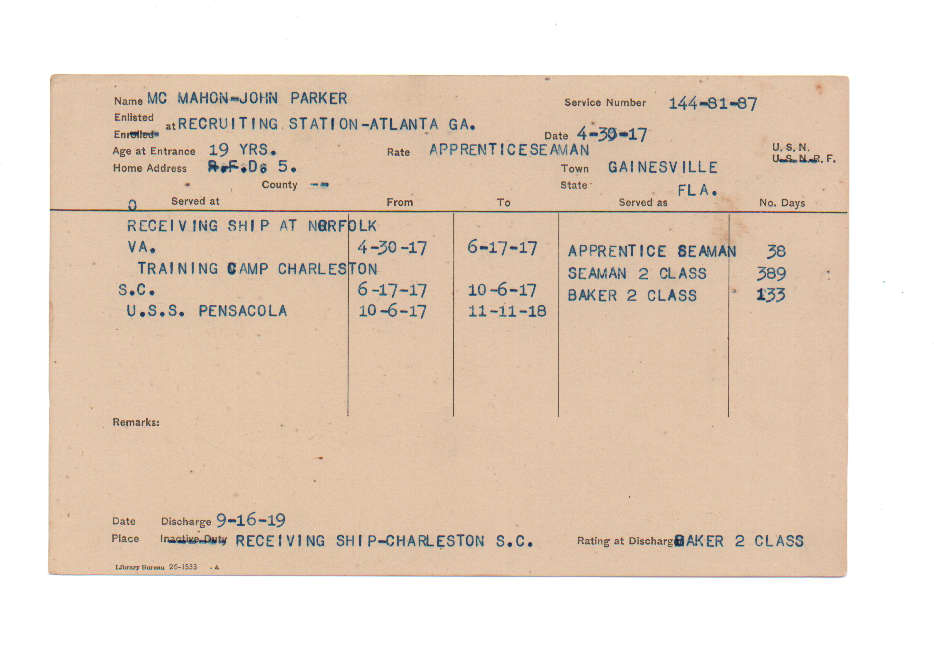 Name MC MAHON-JOHN PARKER Service Number 144-81-87
Enlisted
Enrolled at RECRUITING STATION-ATLANTA GA. Date 4-30-17
Age at Entrance 19 YRS. Rate APPRENTICESEAMAN U. S. N.
Home Address R.F.D. 5. Town GAINESVILLE U. S. N. R. F.
County -- State FLA.
0 Served at From To Served as No. Days
RECEIVING SHIP AT NORFOLK
VA. 4-30-17 6-17-17 APPRENTICE SEAMAN 38
TRAINING CAMP CHARLESTON SEAMAN 2 CLASS 389
S.C. 6-17-17 10-6-17 BAKER 2 CLASS 133
U.S.S. PENSACOLA 10-6-17 11-11-18
Remarks:
Date Discharge 9-16-19
Place Inactive Duty RECEIVING SHIP-CHARLESTON S.C. Rating at Discharge BAKER 2 CLASS
Library Bureau 26-1533 -A